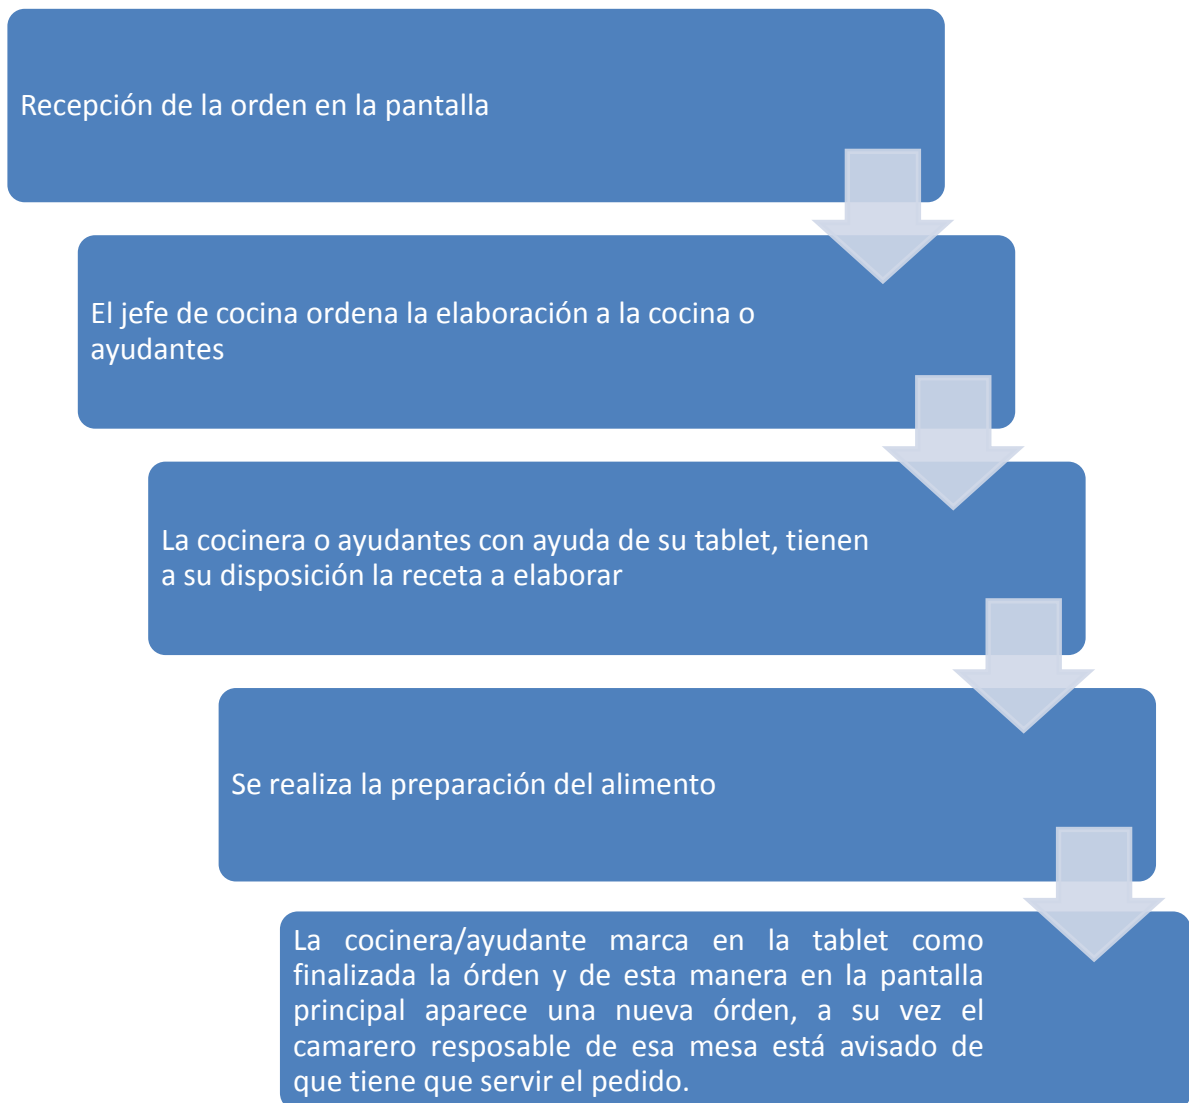 Recepción de la orden en la pantalla
El jefe de cocina ordena la elaboración a la cocina o
ayudantes
La cocinera o ayudantes con ayuda de su tablet, tienen
a su disposición la receta a elaborar
Se realiza la preparación del alimento
La cocinera/ayudante marca en la tablet como
finalizada la órden y de esta manera en la pantalla
principal aparece una nueva órden, a su vez el
camarero resposable de esa mesa está avisado de
que tiene que servir el pedido.